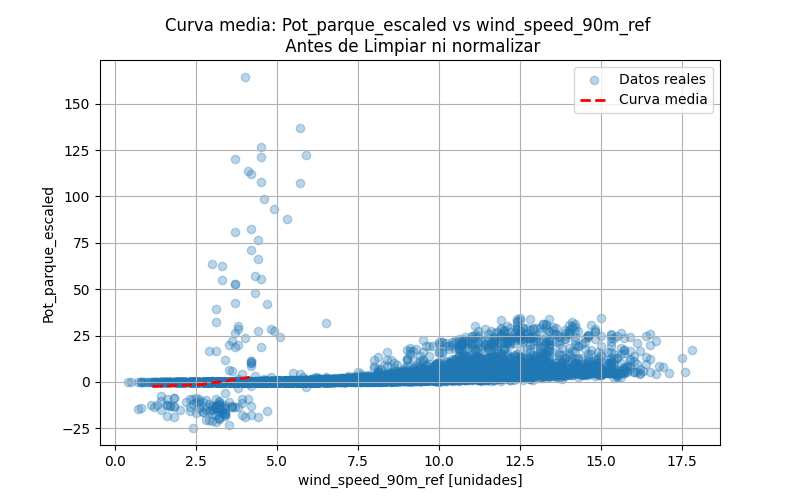 Curva media: Pot_parque_escaled vs wind_speed_90m_ref
Antes de Limpiar ni normalizar
Datos reales
Curva media
150
125
100
75
50
25
0
−25
Pot_parque_escaled
0.0 2.5 5.0 7.5 10.0 12.5 15.0 17.5
wind_speed_90m_ref [unidades]